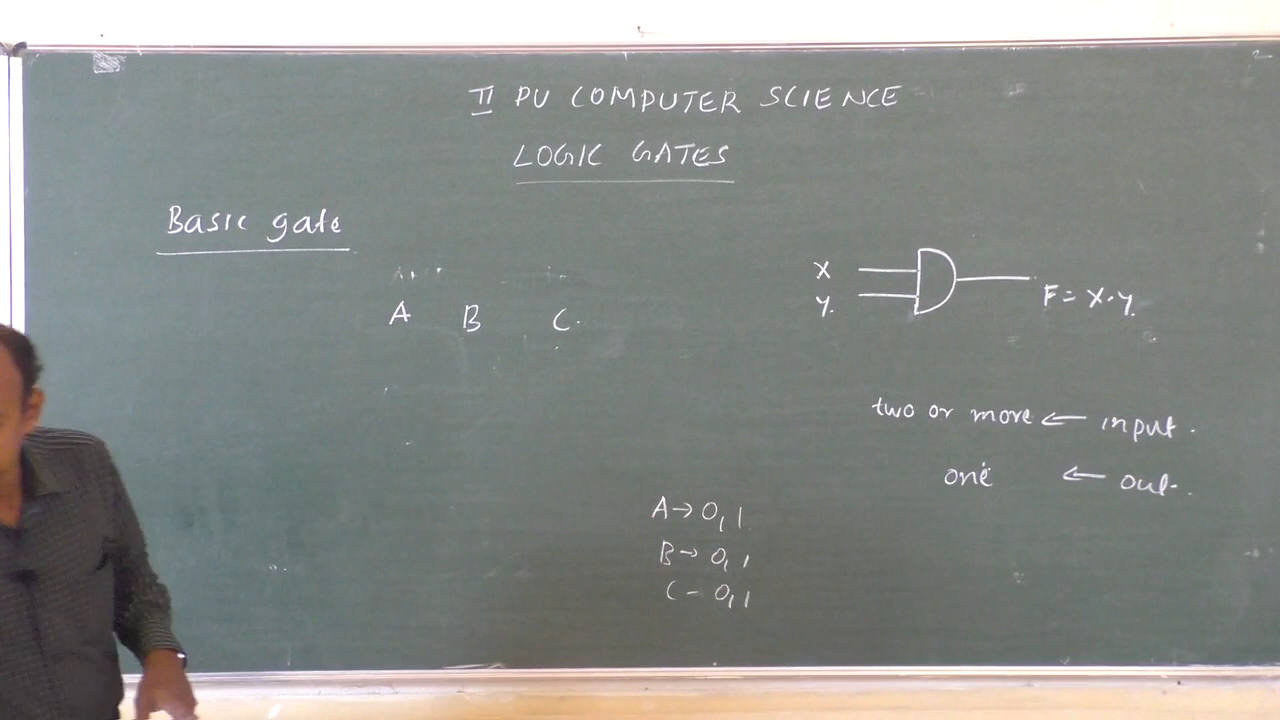 II PU COMPUTER SCIENCE
LOGIC GATES
Basic gate
A B C.
X
Y.
F = X.Y.
two or more ← input.
one ← out.
A → 0, 1
B → 0, 1
C - 0, 1